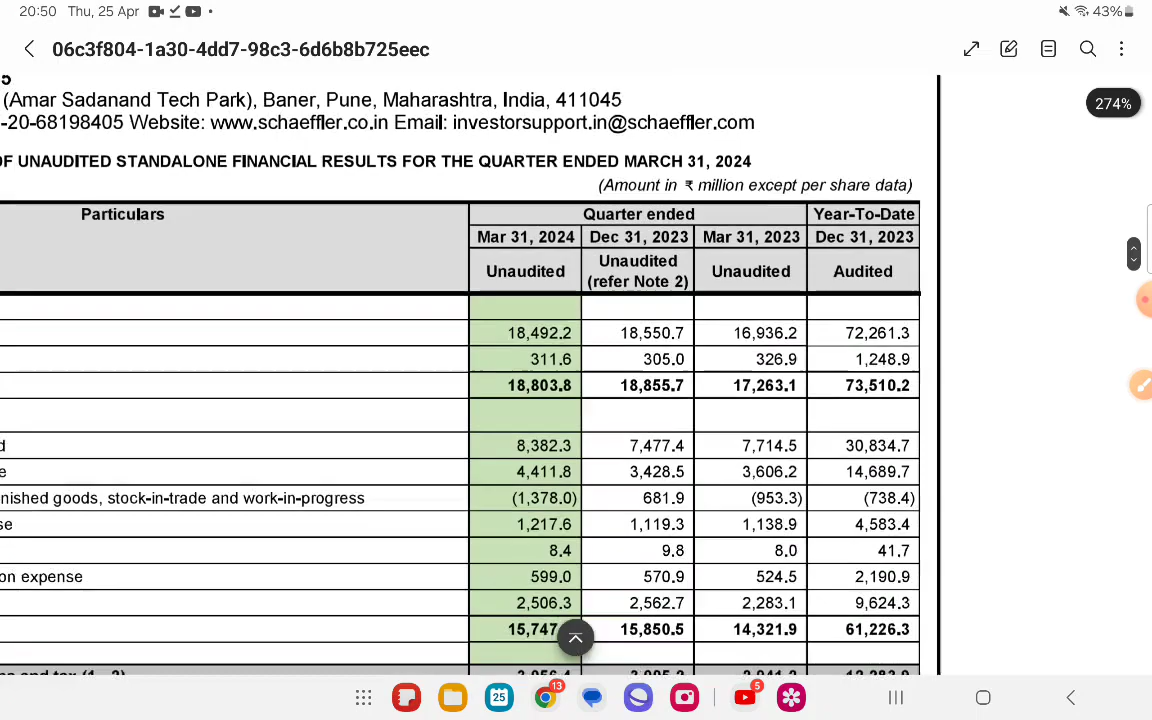 20:50 Thu, 25 Apr
43%
06c3f804-1a30-4dd7-98c3-6d6b8b725eec
274%
5
(Amar Sadanand Tech Park), Baner, Pune, Maharashtra, India, 411045
-20-68198405 Website: www.schaeffler.co.in Email: investorsupport.in@schaeffler.com
OF UNAUDITED STANDALONE FINANCIAL RESULTS FOR THE QUARTER ENDED MARCH 31, 2024
(Amount in ₹ million except per share data)
Particulars Quarter ended Year-To-Date
Mar 31, 2024 Dec 31, 2023 Mar 31, 2023 Dec 31, 2023
Unaudited Unaudited (refer Note 2) Unaudited Audited
18,492.2 18,550.7 16,936.2 72,261.3
311.6 305.0 326.9 1,248.9
18,803.8 18,855.7 17,263.1 73,510.2
d 8,382.3 7,477.4 7,714.5 30,834.7
e 4,411.8 3,428.5 3,606.2 14,689.7
nished goods, stock-in-trade and work-in-progress (1,378.0) 681.9 (953.3) (738.4)
se 1,217.6 1,119.3 1,138.9 4,583.4
8.4 9.8 8.0 41.7
on expense 599.0 570.9 524.5 2,190.9
2,506.3 2,562.7 2,283.1 9,624.3
15,747 15,850.5 14,321.9 61,226.3
25 13 5